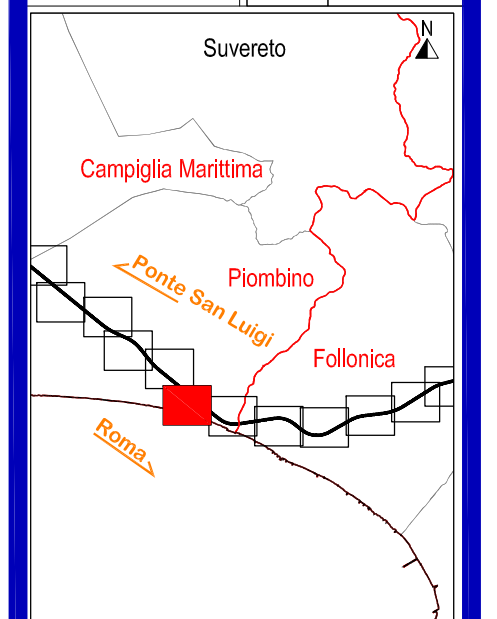 N
Suvereto
Campiglia Marittima
Ponte San Luigi
Piombino
Follonica
Roma